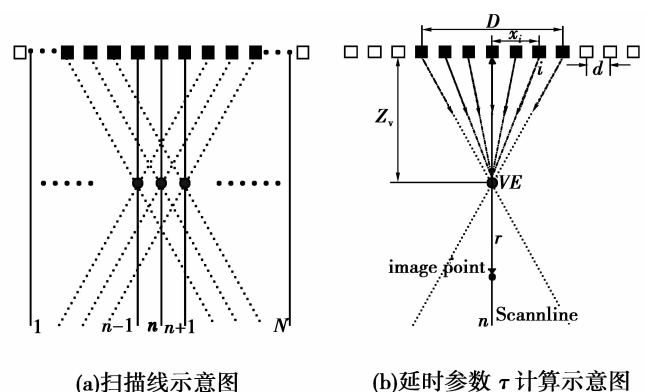 1
n-1
n
n+1
N
(a)扫描线示意图
D
x_i
i
d
Z_v
VE
r
image point
n
Scannline
(b)延时参数 τ 计算示意图